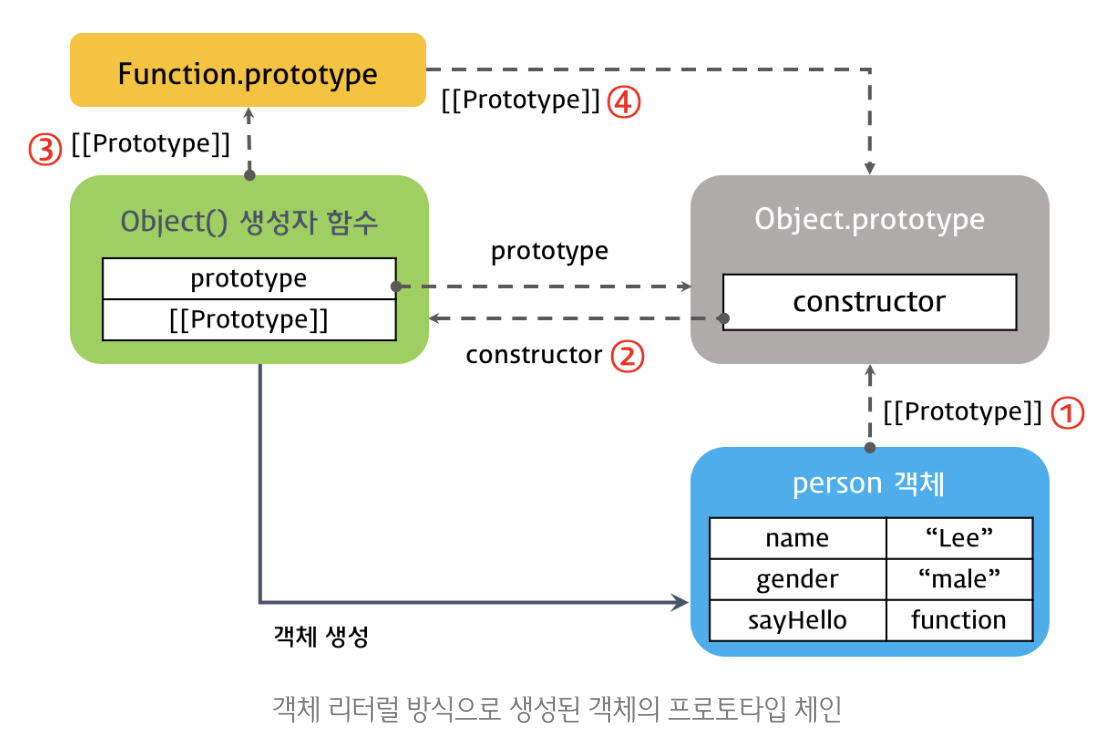 Function.prototype
[[Prototype]] ④
③ [[Prototype]]
Object() 생성자 함수
prototype
[[Prototype]]
prototype
constructor ②
Object.prototype
constructor
[[Prototype]] ①
person 객체
name “Lee”
gender “male”
sayHello function
객체 생성
객체 리터럴 방식으로 생성된 객체의 프로토타입 체인